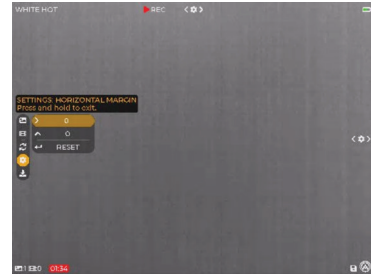 WHITE HOT
REC
SETTINGS: HORIZONTAL MARGIN
Press and hold to exit.
0
0
RESET
1
0
01:34